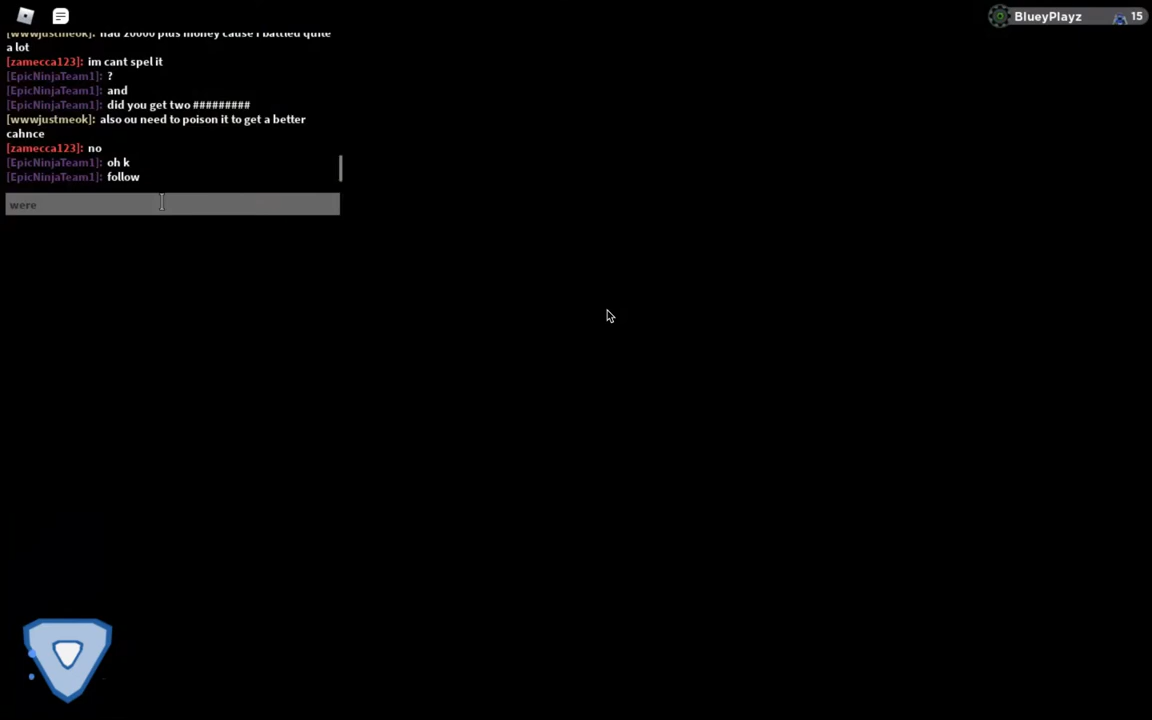 BlueyPlayz 15
[wwwjustmeok]: had 20000 plus money cause i battled quite
a lot
[zamecca123]: im cant spel it
[EpicNinjaTeam1]: ?
[EpicNinjaTeam1]: and
[EpicNinjaTeam1]: did you get two #########
[wwwjustmeok]: also ou need to poison it to get a better
cahnce
[zamecca123]: no
[EpicNinjaTeam1]: oh k
[EpicNinjaTeam1]: follow
were